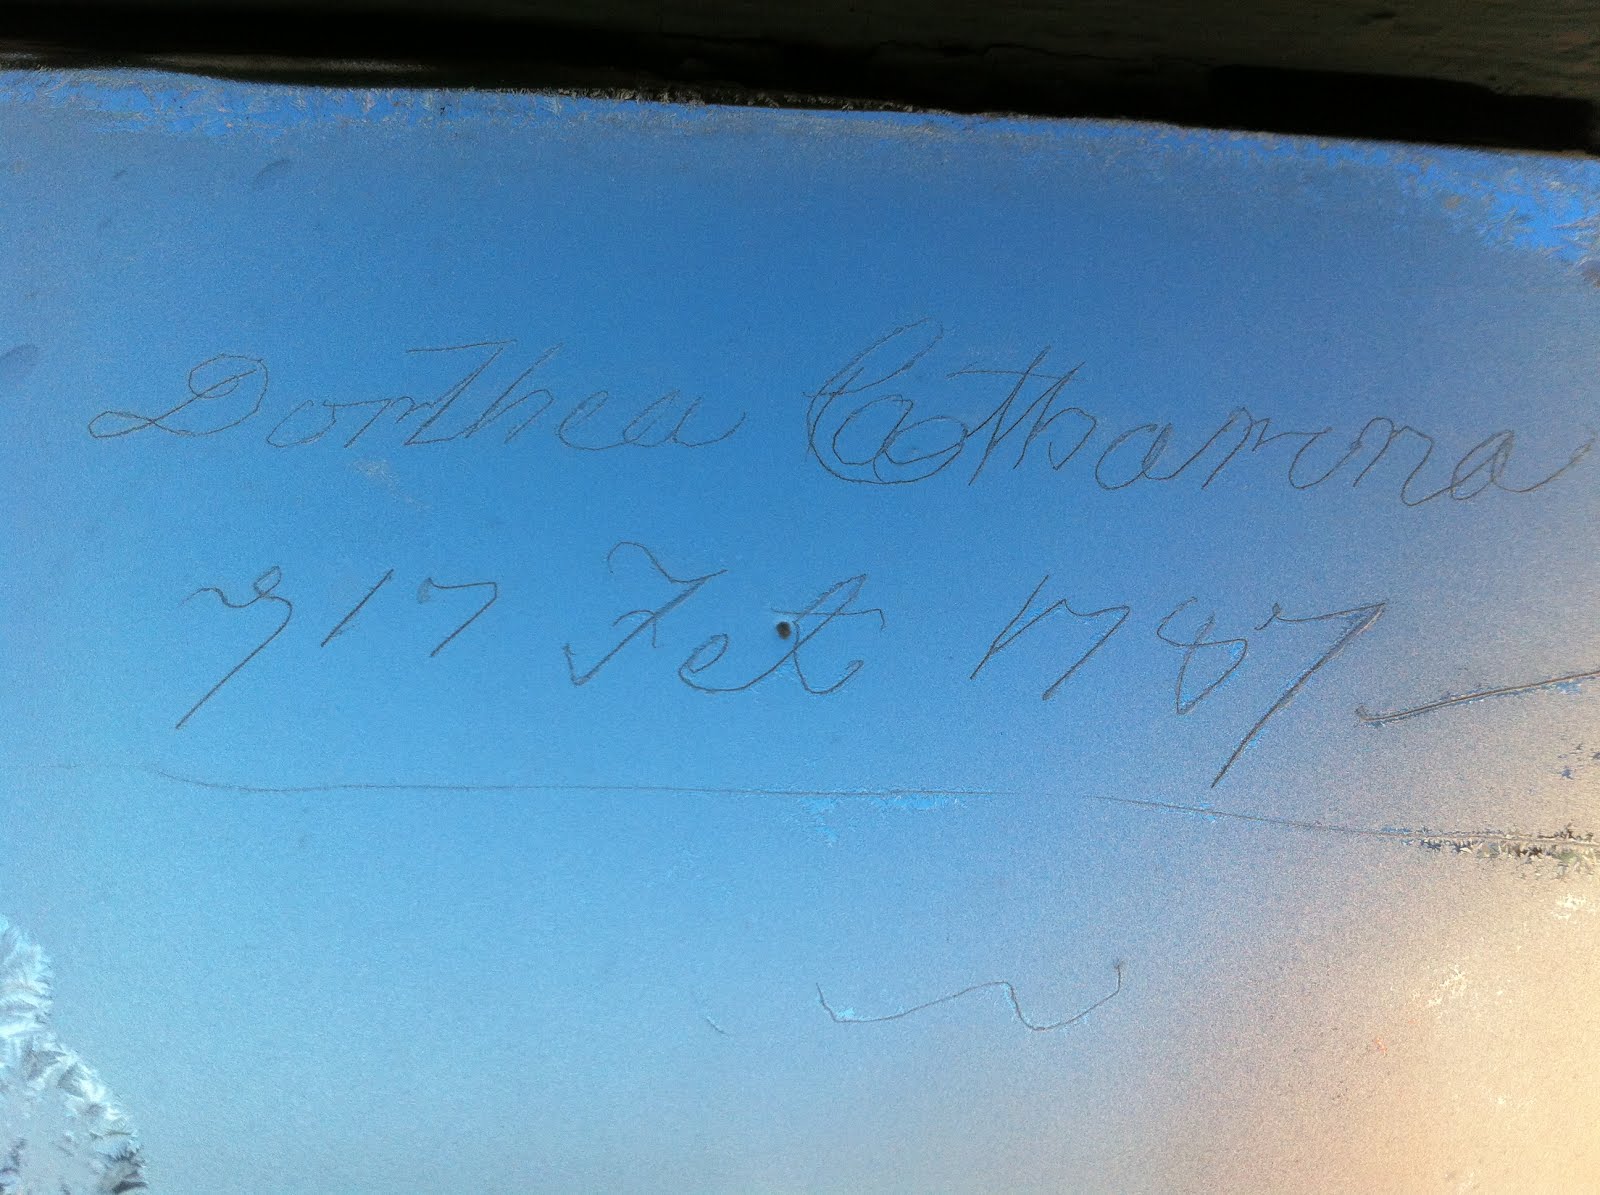 Dorthea Catharina
17 Feb 1787